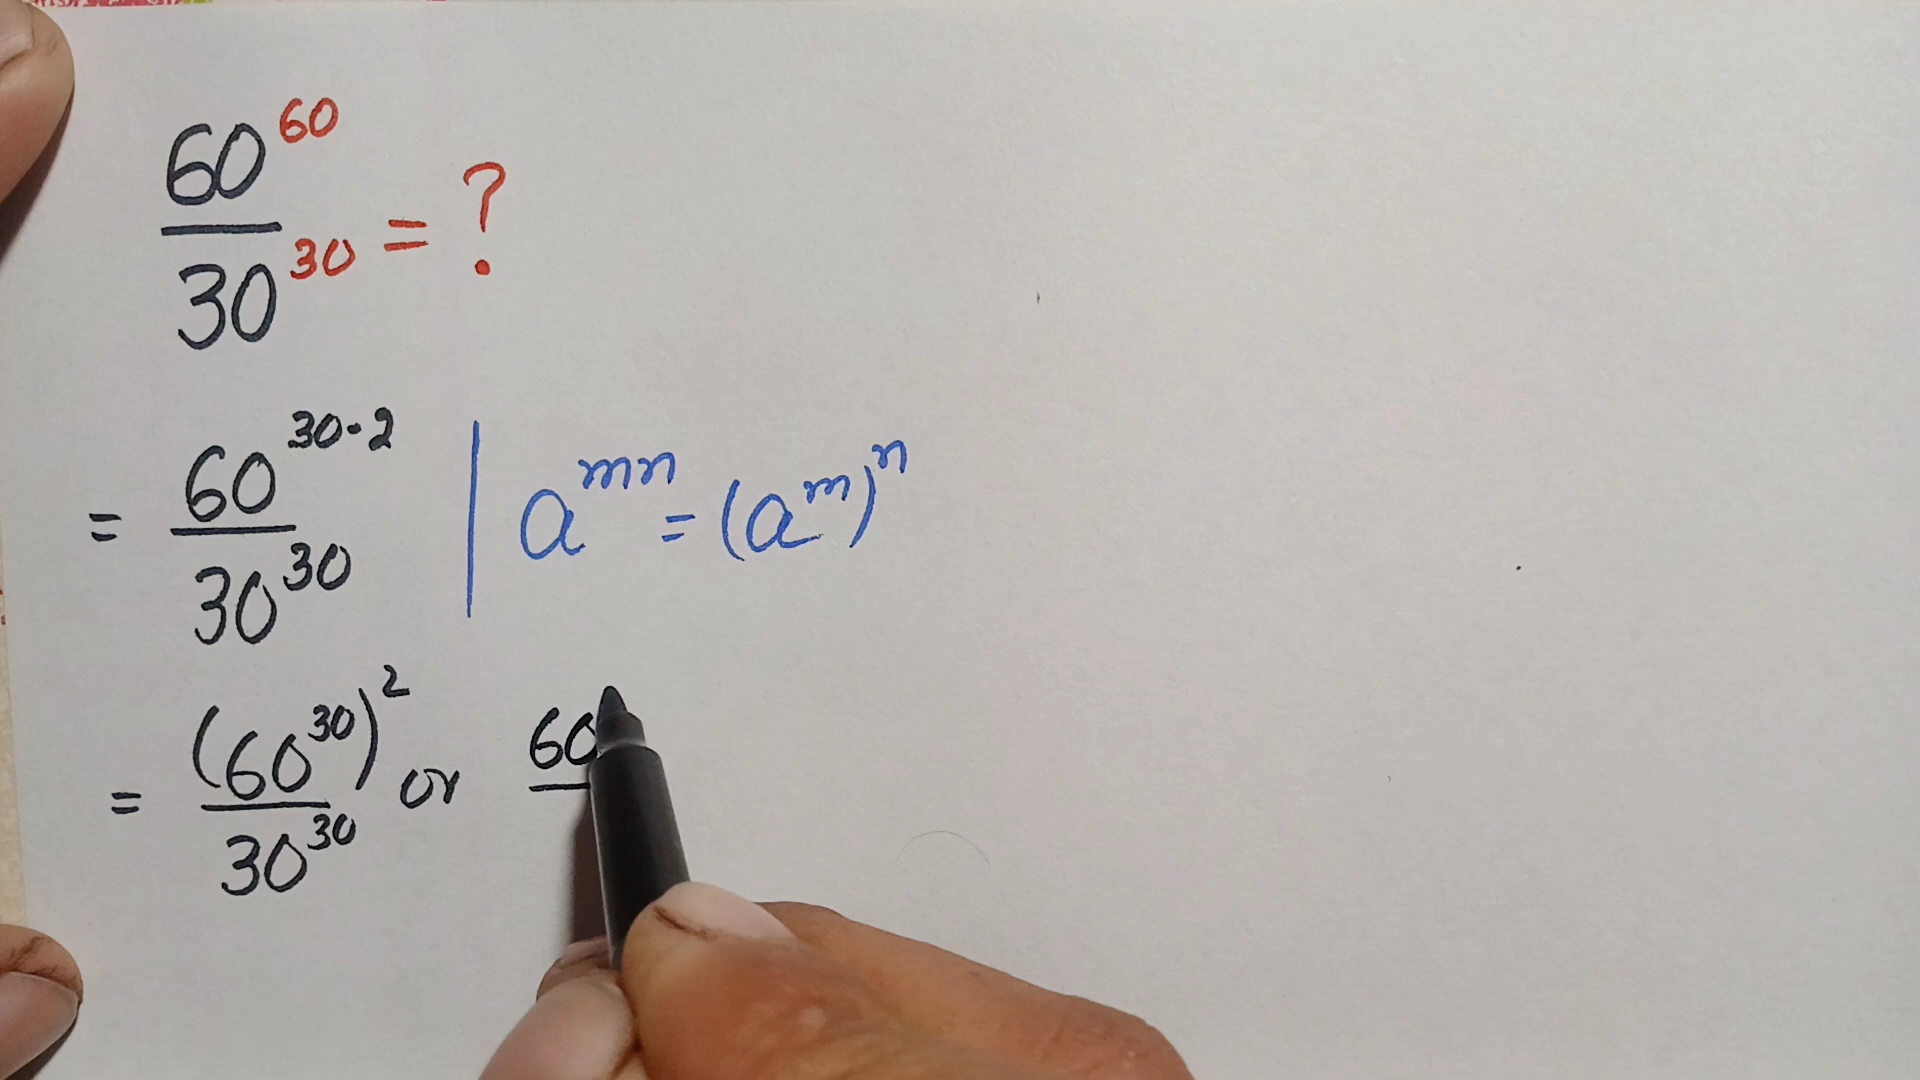 60^60 / 30^30 = ?
= 60^30·2 / 30^30 | a^mn = (a^m)^n
= (60^30)^2 / 30^30 or 60